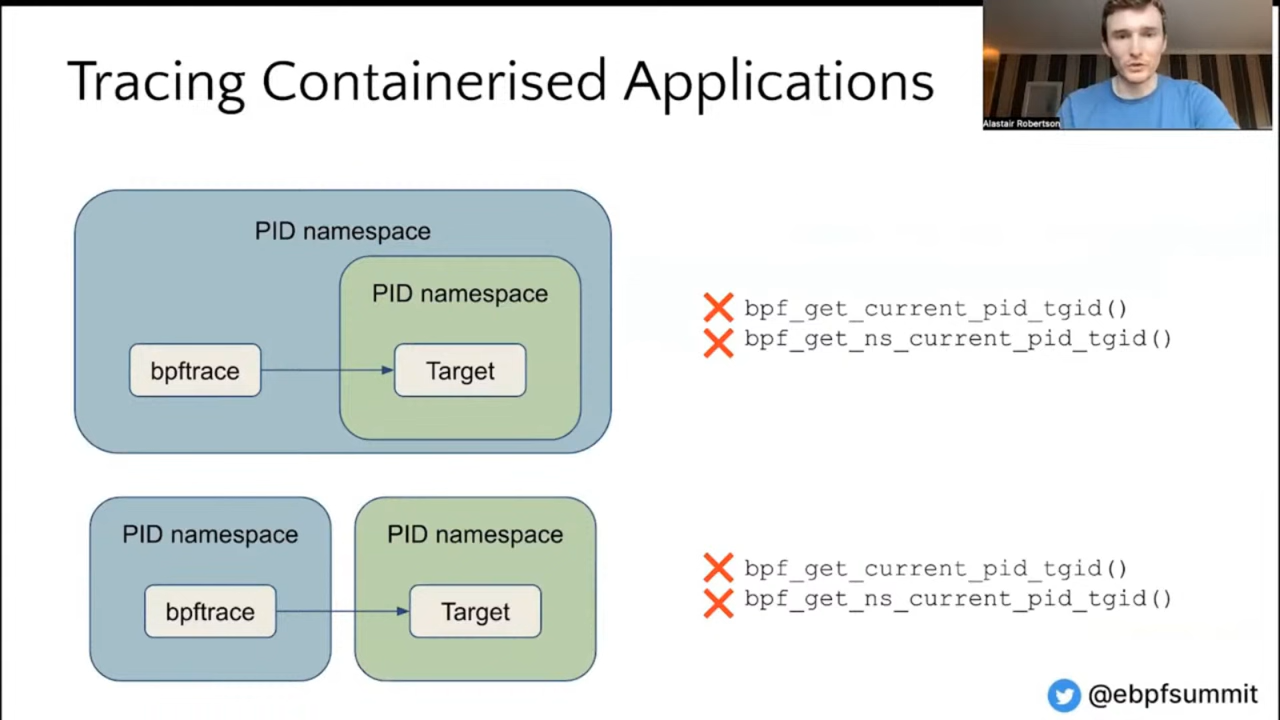 Tracing Containerised Applications
Alastair Robertson
PID namespace
PID namespace
bpftrace
Target
bpf_get_current_pid_tgid()
bpf_get_ns_current_pid_tgid()
PID namespace
PID namespace
bpftrace
Target
bpf_get_current_pid_tgid()
bpf_get_ns_current_pid_tgid()
@ebpfsummit